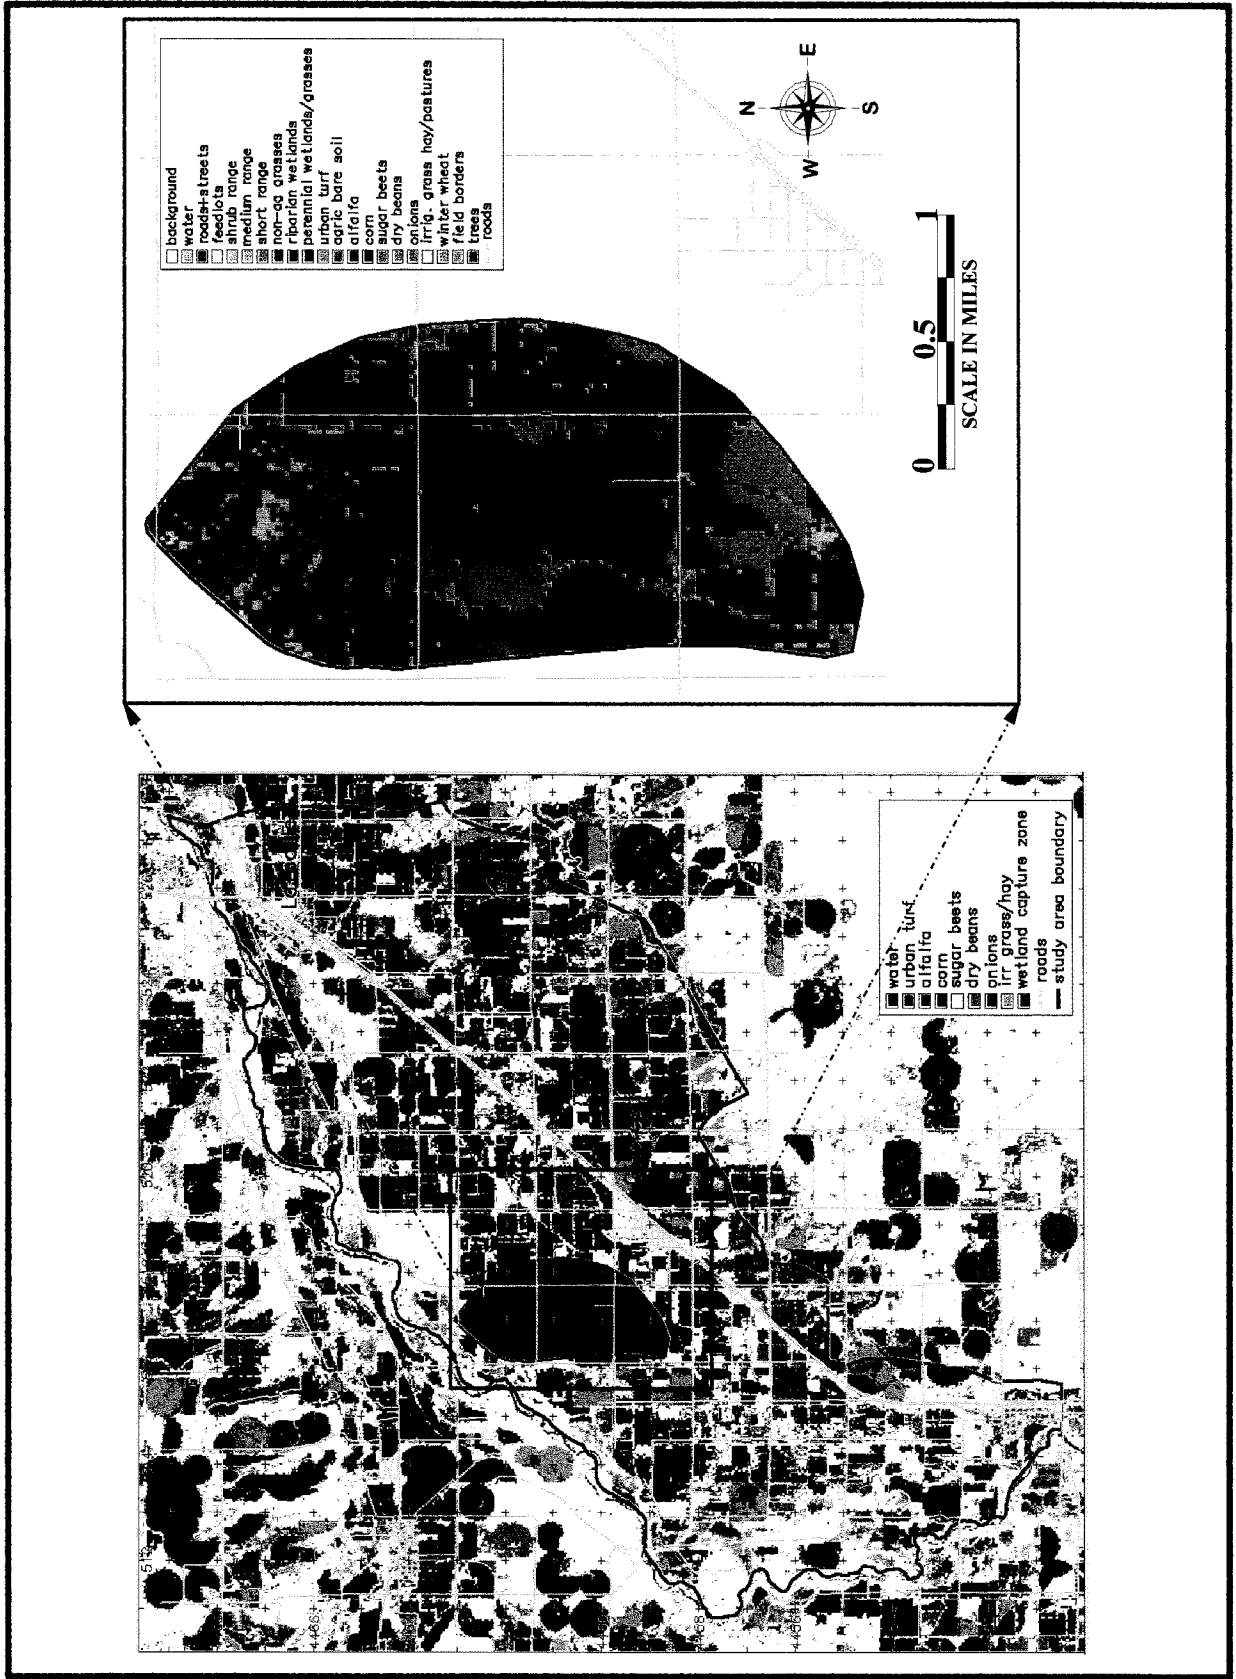 background
water
roads+streets
feedlots
shrub range
medium range
short range
non-ag grasses
riparian wetlands
perennial wetlands/grasses
urban turf
agric bare soil
alfalfa
corn
sugar beets
dry beans
onions
irrig. grass hay/pastures
winter wheat
field borders
trees
roads
N
E
S
W
0
0.5
1
SCALE IN MILES
water
urban turf
alfalfa
corn
sugar beets
dry beans
onions
irr grass/hay
wetland capture zone
roads
study area boundary